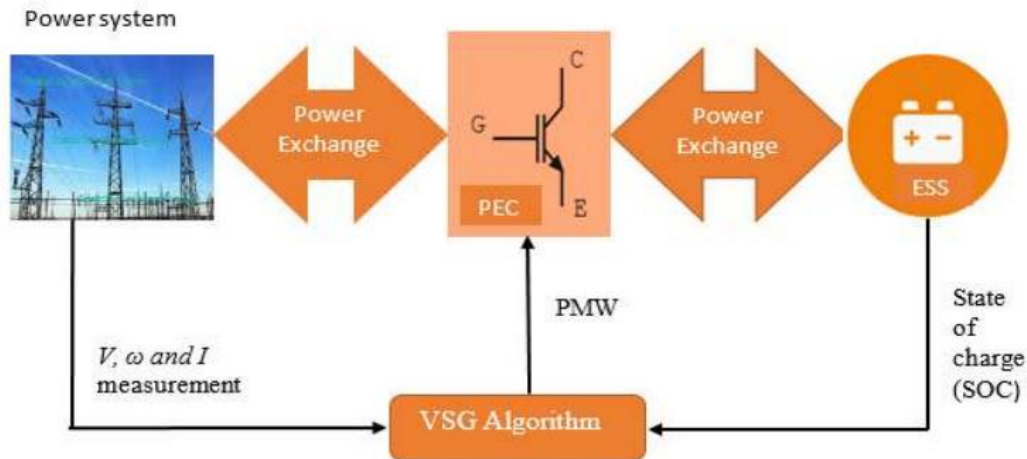 Power system
Power
Exchange
C
G
E
PEC
Power
Exchange
+ −
ESS
PMW
State
of
charge
(SOC)
V, ω and I
measurement
VSG Algorithm